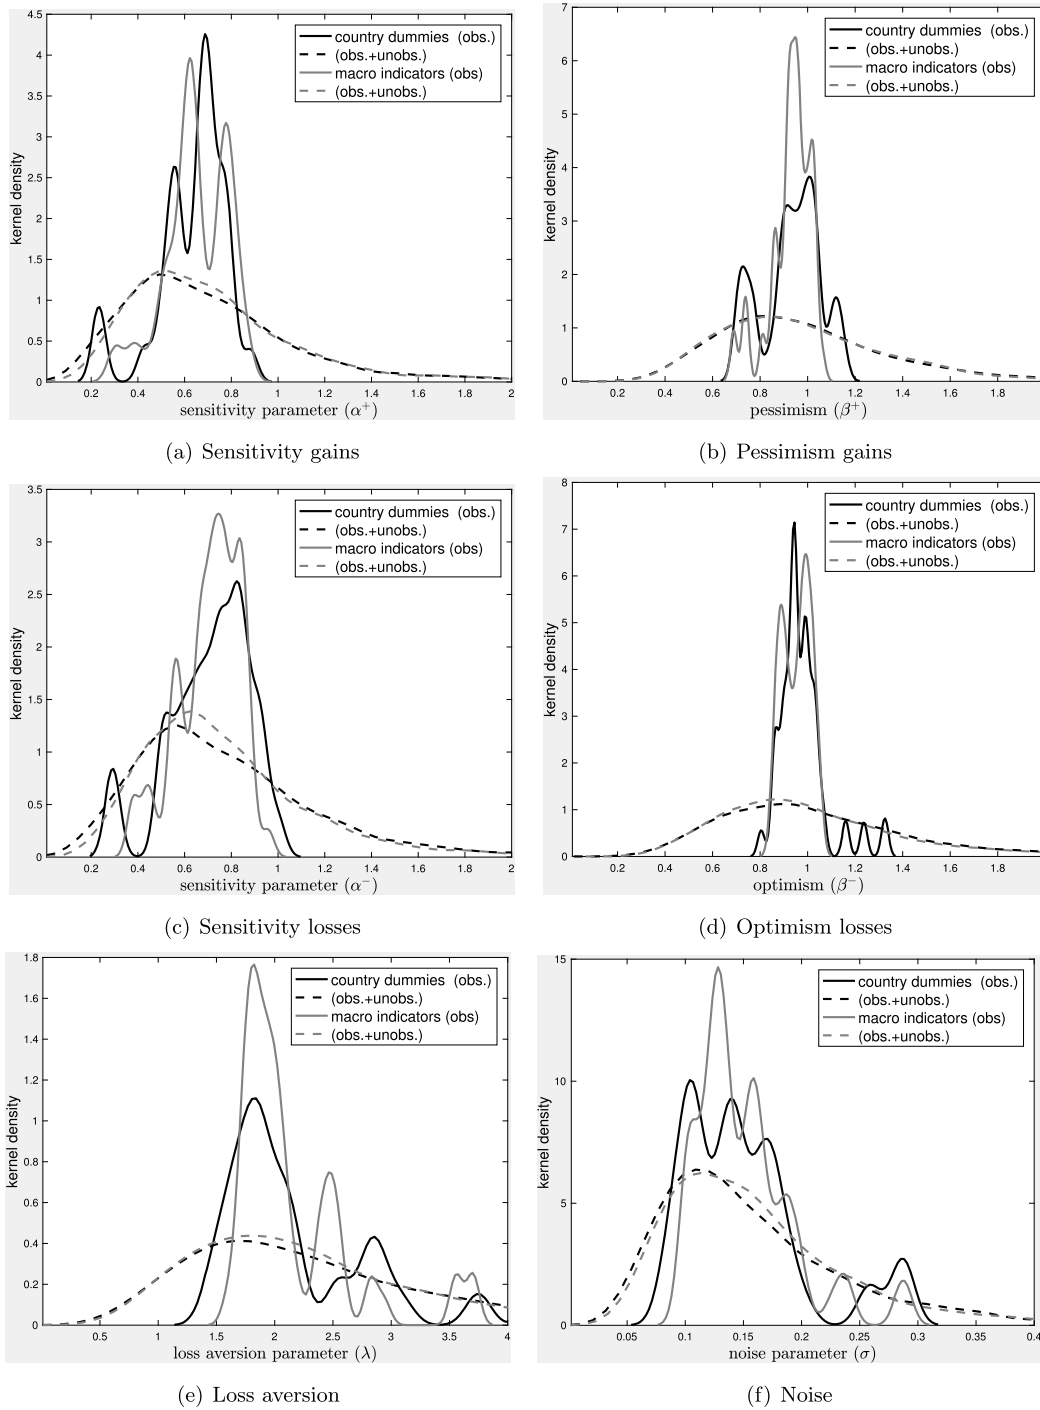 4.5
4
3.5
3
2.5
2
1.5
1
0.5
0
kernel density
country dummies (obs.)
(obs.+unobs.)
macro indicators (obs)
(obs.+unobs.)
0.2 0.4 0.6 0.8 1 1.2 1.4 1.6 1.8 2
sensitivity parameter (α⁺)
(a) Sensitivity gains
7
6
5
4
3
2
1
0
kernel density
country dummies (obs.)
(obs.+unobs.)
macro indicators (obs)
(obs.+unobs.)
0.2 0.4 0.6 0.8 1 1.2 1.4 1.6 1.8 2
pessimism (β⁺)
(b) Pessimism gains
3.5
3
2.5
2
1.5
1
0.5
0
kernel density
country dummies (obs.)
(obs.+unobs.)
macro indicators (obs)
(obs.+unobs.)
0.2 0.4 0.6 0.8 1 1.2 1.4 1.6 1.8 2
sensitivity parameter (α⁻)
(c) Sensitivity losses
8
7
6
5
4
3
2
1
0
kernel density
country dummies (obs.)
(obs.+unobs.)
macro indicators (obs)
(obs.+unobs.)
0.2 0.4 0.6 0.8 1 1.2 1.4 1.6 1.8 2
optimism (β⁻)
(d) Optimism losses
1.8
1.6
1.4
1.2
1
0.8
0.6
0.4
0.2
0
kernel density
country dummies (obs.)
(obs.+unobs.)
macro indicators (obs)
(obs.+unobs.)
0.5 1 1.5 2 2.5 3 3.5 4
loss aversion parameter (λ)
(e) Loss aversion
15
10
5
0
kernel density
country dummies (obs.)
(obs.+unobs.)
macro indicators (obs)
(obs.+unobs.)
0.05 0.1 0.15 0.2 0.25 0.3 0.35 0.4
noise parameter (σ)
(f) Noise